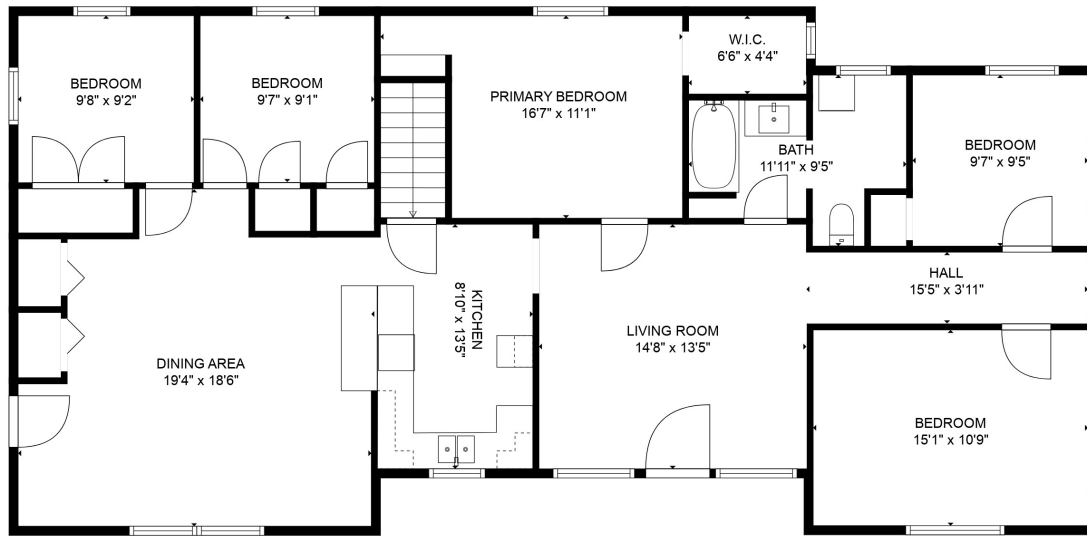 BEDROOM
9'8" x 9'2"
BEDROOM
9'7" x 9'1"
PRIMARY BEDROOM
16'7" x 11'1"
W.I.C.
6'6" x 4'4"
BATH
11'11" x 9'5"
BEDROOM
9'7" x 9'5"
HALL
15'5" x 3'11"
KITCHEN
8'10" x 13'5"
LIVING ROOM
14'8" x 13'5"
DINING AREA
19'4" x 18'6"
BEDROOM
15'1" x 10'9"